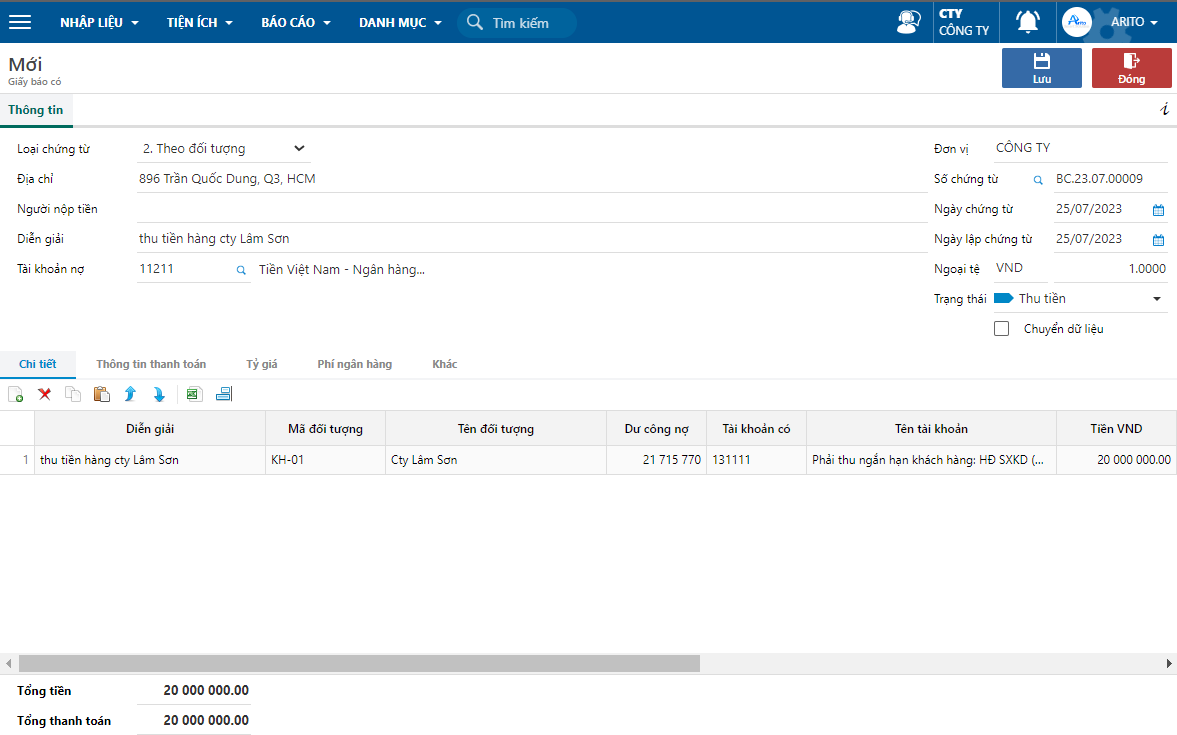 NHẬP LIỆU TIỆN ÍCH BÁO CÁO DANH MỤC Tìm kiếm CTY CÔNG TY Arito ARITO
Mới
Giấy báo có
Lưu Đóng
Thông tin i
Loại chứng từ 2. Theo đối tượng Đơn vị CÔNG TY
Địa chỉ 896 Trần Quốc Dung, Q3, HCM Số chứng từ BC.23.07.00009
Người nộp tiền Ngày chứng từ 25/07/2023
Diễn giải thu tiền hàng cty Lâm Sơn Ngày lập chứng từ 25/07/2023
Tài khoản nợ 11211 Tiền Việt Nam - Ngân hàng... Ngoại tệ VND 1.0000
Trạng thái Thu tiền
Chuyển dữ liệu
Chi tiết Thông tin thanh toán Tỷ giá Phí ngân hàng Khác
Diễn giải Mã đối tượng Tên đối tượng Dư công nợ Tài khoản có Tên tài khoản Tiền VND
1 thu tiền hàng cty Lâm Sơn KH-01 Cty Lâm Sơn 21 715 770 131111 Phải thu ngắn hạn khách hàng: HĐ SXKD (... 20 000 000.00
Tổng tiền 20 000 000.00
Tổng thanh toán 20 000 000.00